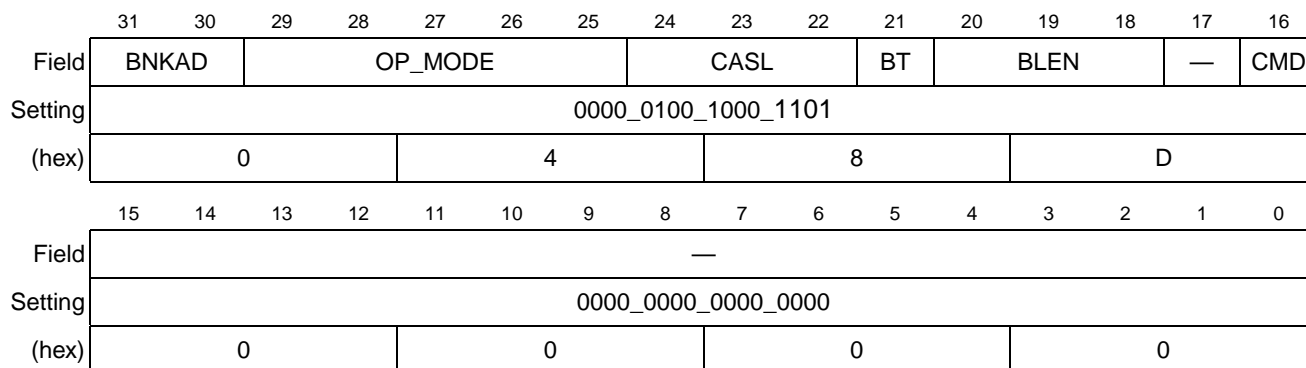 31 30 29 28 27 26 25 24 23 22 21 20 19 18 17 16
Field BNKAD OP_MODE CASL BT BLEN — CMD
Setting 0000_0100_1000_1101
(hex) 0 4 8 D
15 14 13 12 11 10 9 8 7 6 5 4 3 2 1 0
Field —
Setting 0000_0000_0000_0000
(hex) 0 0 0 0